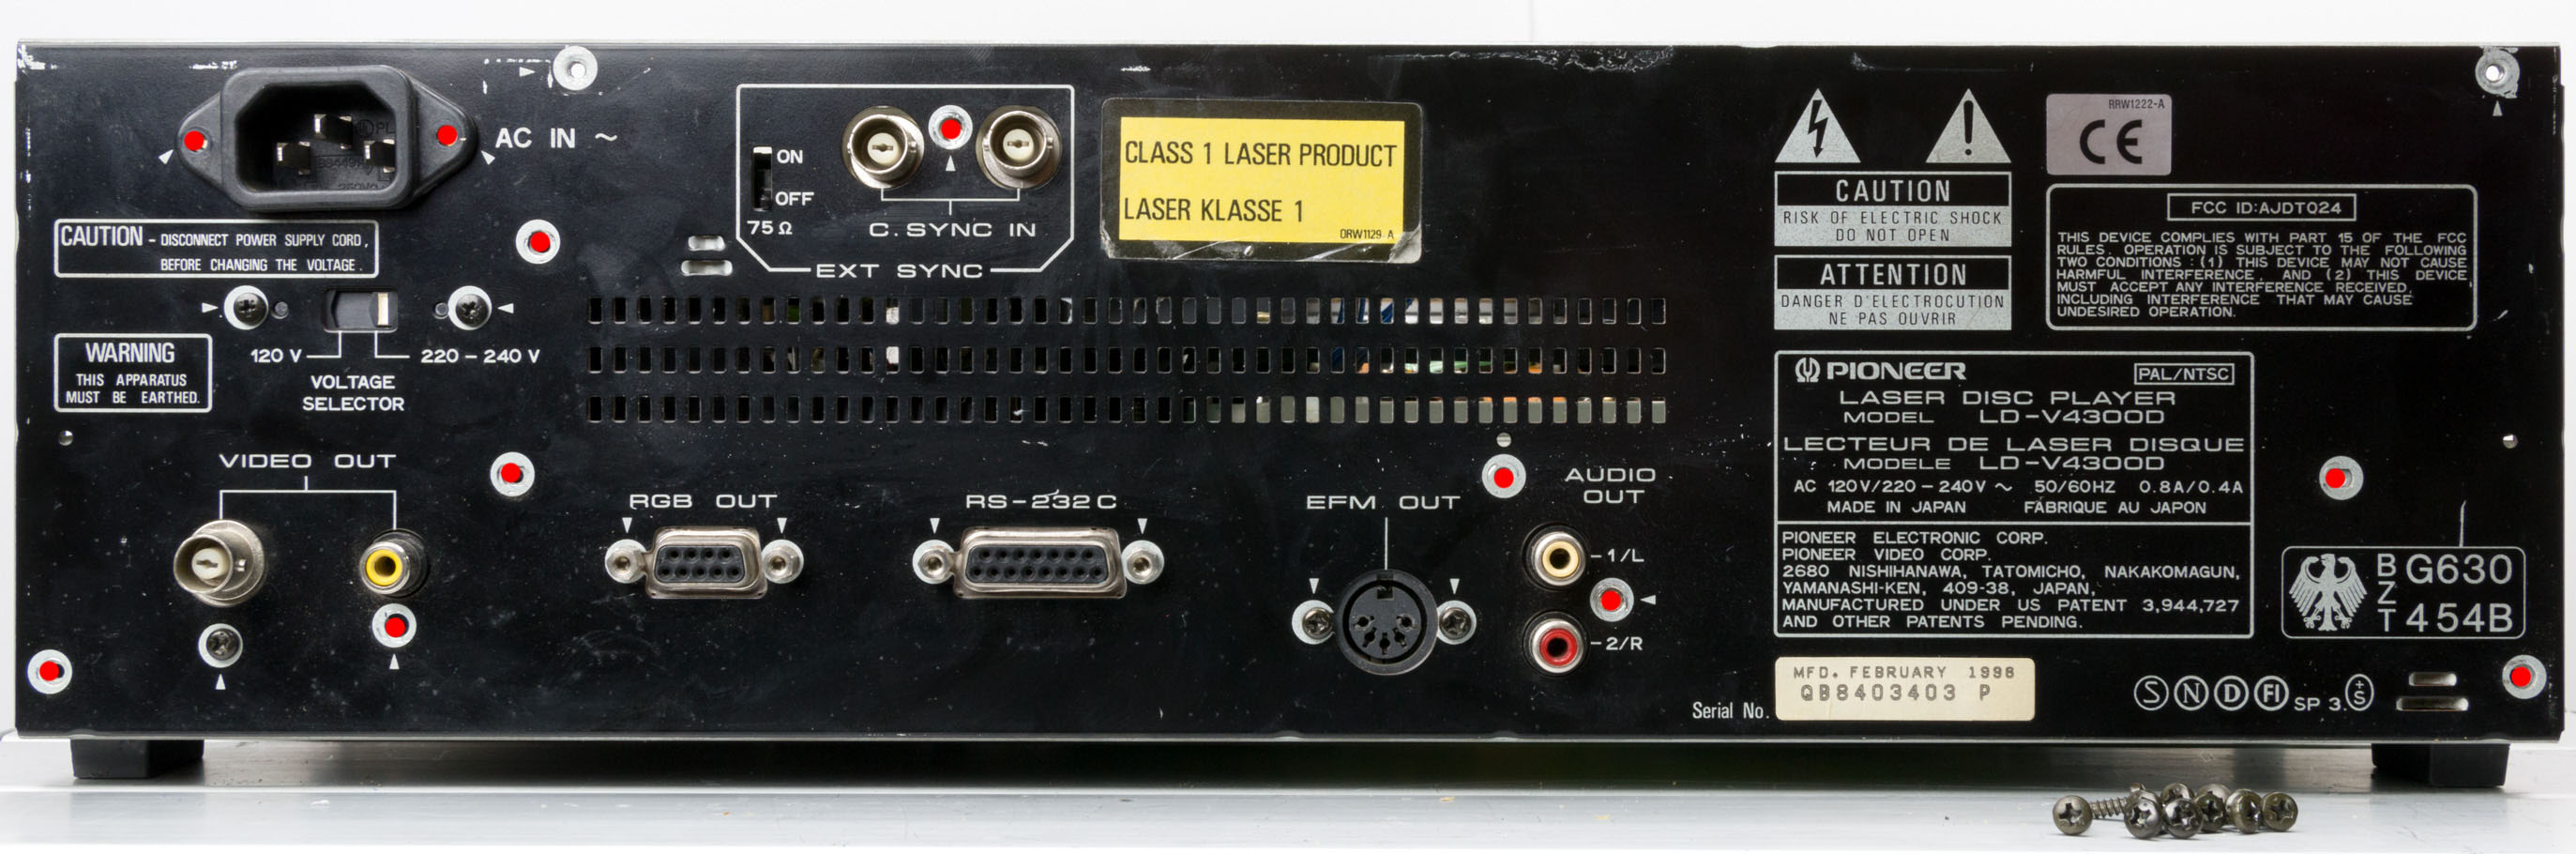 AC IN ~
CAUTION - DISCONNECT POWER SUPPLY CORD,
BEFORE CHANGING THE VOLTAGE.
120 V
220 - 240 V
VOLTAGE
SELECTOR
WARNING
THIS APPARATUS
MUST BE EARTHED.
VIDEO OUT
ON
OFF
75 Ω
C. SYNC IN
EXT SYNC
CLASS 1 LASER PRODUCT
LASER KLASSE 1
ORW1129-A
RGB OUT
RS-232C
EFM OUT
AUDIO
OUT
1/L
2/R
CAUTION
RISK OF ELECTRIC SHOCK
DO NOT OPEN
ATTENTION
DANGER D'ELECTROCUTION
NE PAS OUVRIR
RRW1222-A
CE
FCC ID:AJDT024
THIS DEVICE COMPLIES WITH PART 15 OF THE FCC
RULES. OPERATION IS SUBJECT TO THE FOLLOWING
TWO CONDITIONS : (1) THIS DEVICE MAY NOT CAUSE
HARMFUL INTERFERENCE, AND (2) THIS DEVICE
MUST ACCEPT ANY INTERFERENCE RECEIVED,
INCLUDING INTERFERENCE THAT MAY CAUSE
UNDESIRED OPERATION.
PIONEER
PAL/NTSC
LASER DISC PLAYER
MODEL LD-V4300D
LECTEUR DE LASER DISQUE
MODELE LD-V4300D
AC 120V/220-240V ~ 50/60HZ 0.8A/0.4A
MADE IN JAPAN FABRIQUE AU JAPON
PIONEER ELECTRONIC CORP.
PIONEER VIDEO CORP.
2680 NISHIHANAWA, TATOMICHO, NAKAKOMAGUN,
YAMANASHI-KEN, 409-38, JAPAN,
MANUFACTURED UNDER US PATENT 3,944,727
AND OTHER PATENTS PENDING.
BZT
G630
454B
MFD. FEBRUARY 1998
QB8403403 P
Serial No.
S N D FI SP 3. +S